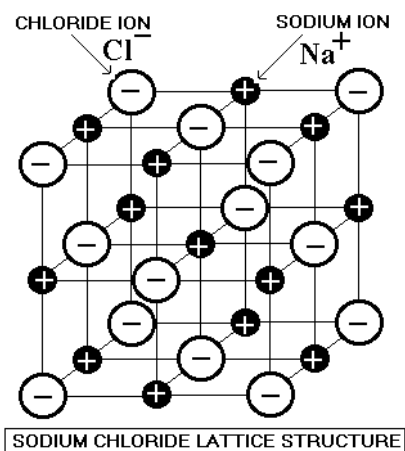 CHLORIDE ION SODIUM ION
Cl⁻ Na⁺
− + −
+ − +
− + −
+ − +
− + −
+ − +
− + −
+ − +
− + −
SODIUM CHLORIDE LATTICE STRUCTURE